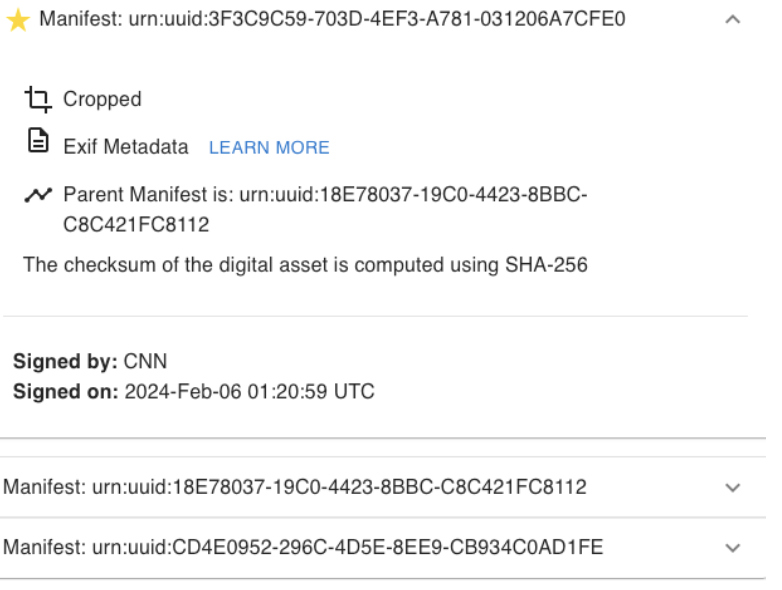 Manifest: urn:uuid:3F3C9C59-703D-4EF3-A781-031206A7CFE0
Cropped
Exif Metadata LEARN MORE
Parent Manifest is: urn:uuid:18E78037-19C0-4423-8BBC-
C8C421FC8112
The checksum of the digital asset is computed using SHA-256
Signed by: CNN
Signed on: 2024-Feb-06 01:20:59 UTC
Manifest: urn:uuid:18E78037-19C0-4423-8BBC-C8C421FC8112
Manifest: urn:uuid:CD4E0952-296C-4D5E-8EE9-CB934C0AD1FE